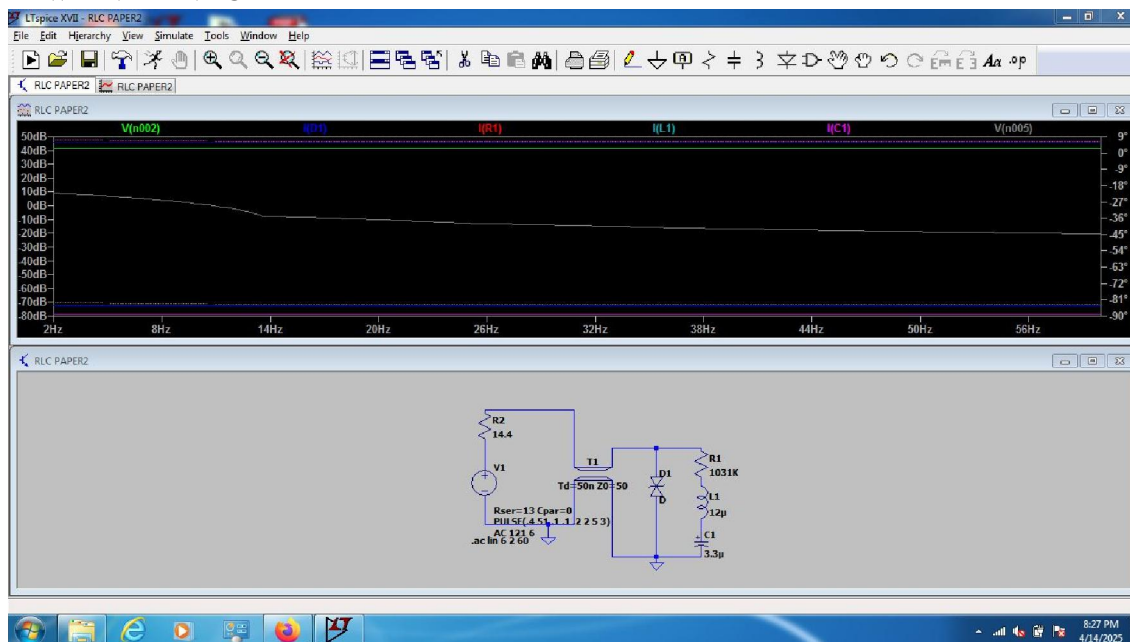 LTspice XVII - RLC PAPER2
File Edit Hierarchy View Simulate Tools Window Help
RLC PAPER2 RLC PAPER2
RLC PAPER2
V(n002) I(D1) I(R1) I(L1) I(C1) V(n005)
50dB 9°
40dB 0°
30dB -9°
20dB -18°
10dB -27°
0dB -36°
-10dB -45°
-20dB -54°
-30dB -63°
-40dB -72°
-50dB -81°
-60dB -90°
-70dB
-80dB
2Hz 8Hz 14Hz 20Hz 26Hz 32Hz 38Hz 44Hz 50Hz 56Hz
RLC PAPER2
R2
14.4
V1
T1
Td=50n Z0=50
D1
D
R1
1031K
L1
12µ
C1
3.3µ
Rser=13 Cpar=0
AC 121 6
.ac lin 6 2 60
8:27 PM
4/14/2025